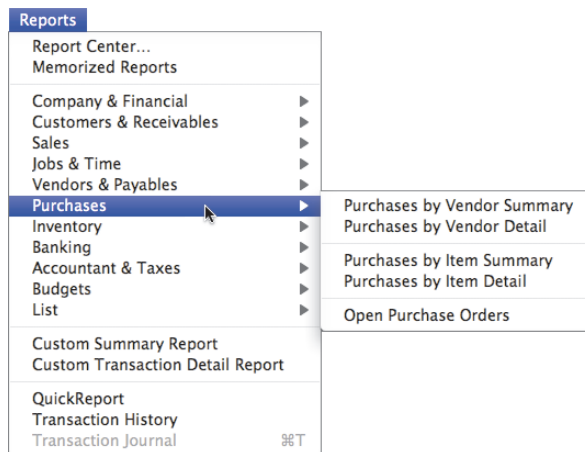 Reports
Report Center...
Memorized Reports
Company & Financial
Customers & Receivables
Sales
Jobs & Time
Vendors & Payables
Purchases
Inventory
Banking
Accountant & Taxes
Budgets
List
Custom Summary Report
Custom Transaction Detail Report
QuickReport
Transaction History
Transaction Journal ⌘T
Purchases by Vendor Summary
Purchases by Vendor Detail
Purchases by Item Summary
Purchases by Item Detail
Open Purchase Orders